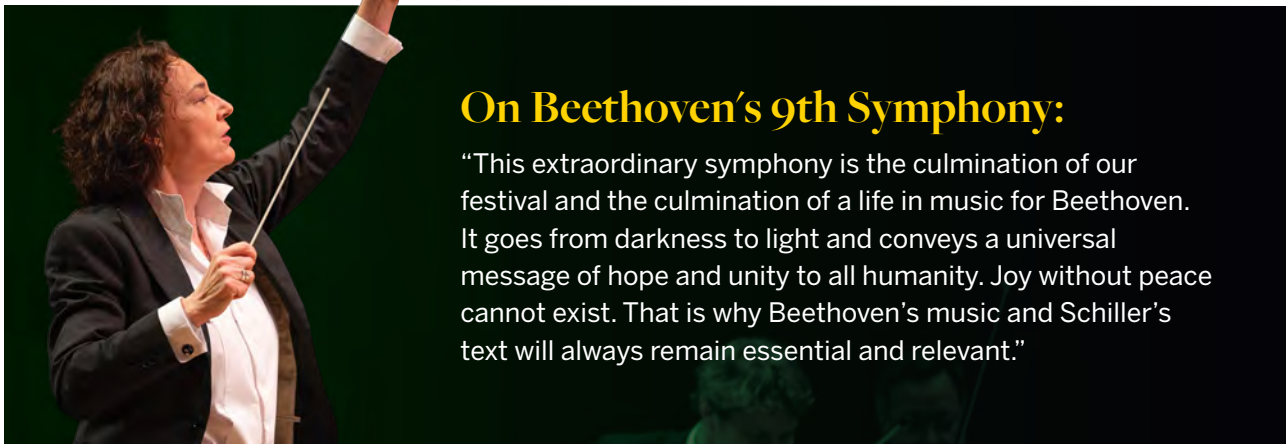 On Beethoven's 9th Symphony:
“This extraordinary symphony is the culmination of our
festival and the culmination of a life in music for Beethoven.
It goes from darkness to light and conveys a universal
message of hope and unity to all humanity. Joy without peace
cannot exist. That is why Beethoven’s music and Schiller’s
text will always remain essential and relevant.”